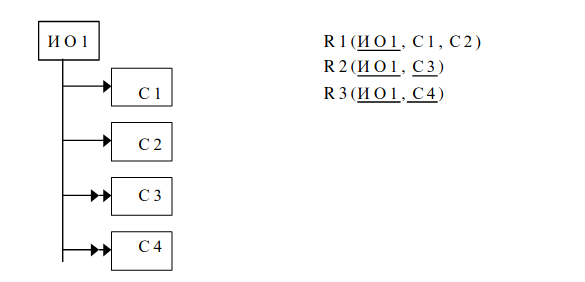 ИО1
R1(ИО1, С1, С2)
R2(ИО1, С3)
R3(ИО1, С4)
С1
С2
С3
С4